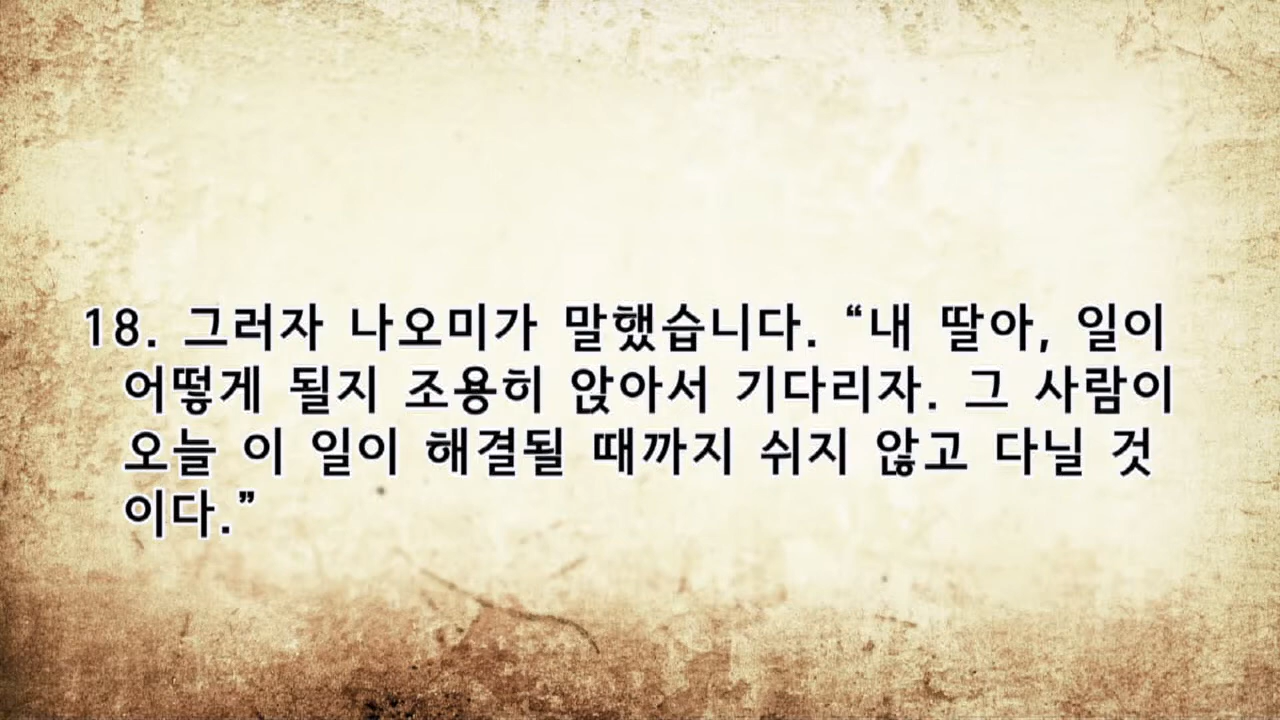 18. 그러자 나오미가 말했습니다. “내 딸아, 일이
어떻게 될지 조용히 앉아서 기다리자. 그 사람이
오늘 이 일이 해결될 때까지 쉬지 않고 다닐 것
이다.”